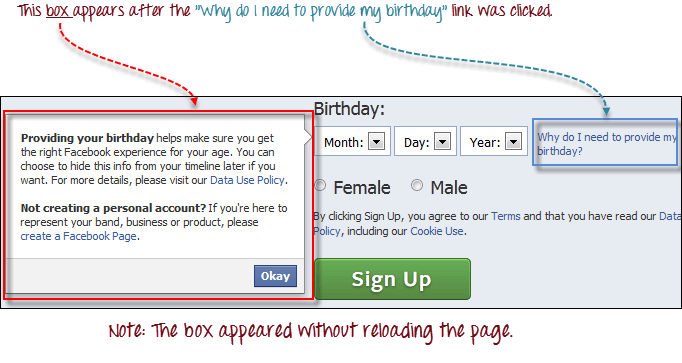 This box appears after the "Why do I need to provide my birthday" link was clicked.
Providing your birthday helps make sure you get
the right Facebook experience for your age. You can
choose to hide this info from your timeline later if
you want. For more details, please visit our Data Use Policy.
Not creating a personal account? If you're here to
represent your band, business or product, please
create a Facebook Page.
Okay
Birthday:
Month: Day: Year:
Why do I need to provide my
birthday?
Female Male
By clicking Sign Up, you agree to our Terms and that you have read our Data
Policy, including our Cookie Use.
Sign Up
Note: The box appeared without reloading the page.